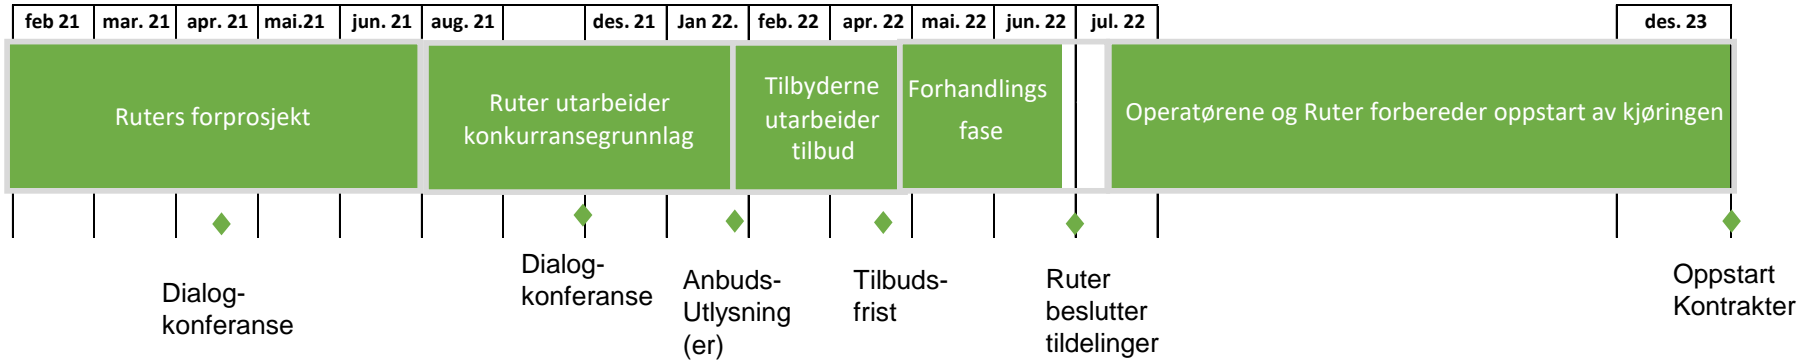 feb 21 mar. 21 apr. 21 mai.21 jun. 21 aug. 21 des. 21 Jan 22. feb. 22 apr. 22 mai. 22 jun. 22 jul. 22 des. 23
Ruters forprosjekt
Ruter utarbeider
konkurransegrunnlag
Tilbyderne
utarbeider
tilbud
Forhandlings
fase
Operatørene og Ruter forbereder oppstart av kjøringen
Dialog-
konferanse
Dialog-
konferanse
Anbuds-
Utlysning
(er)
Tilbuds-
frist
Ruter
beslutter
tildelinger
Oppstart
Kontrakter